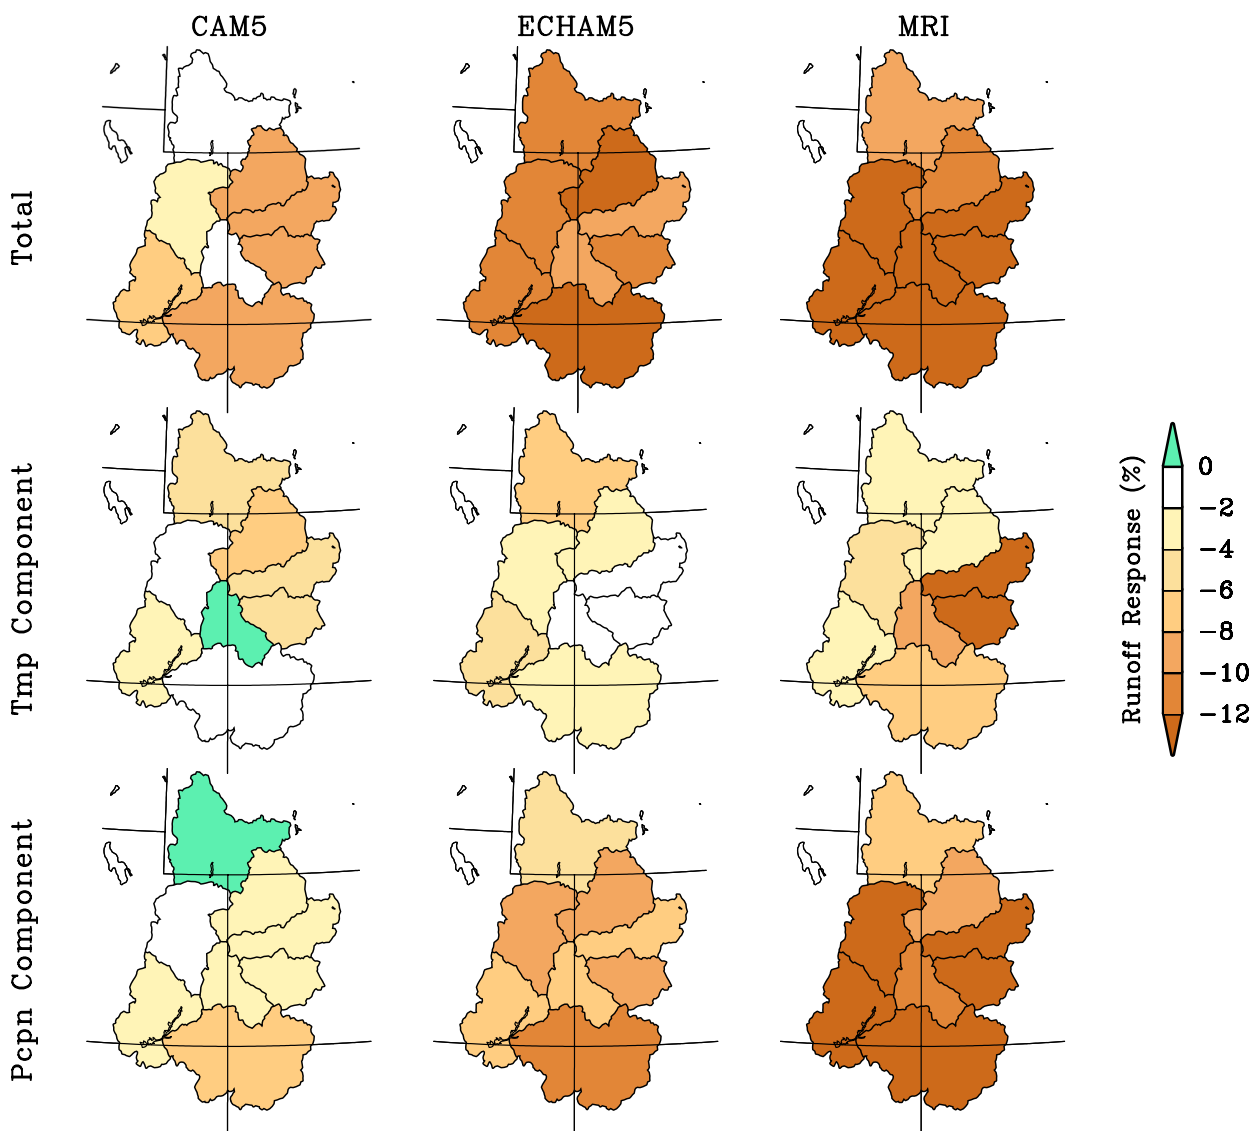 CAM5 ECHAM5 MRI
Total
Tmp Component
Pcpn Component
Runoff Response (%)
0
-2
-4
-6
-8
-10
-12